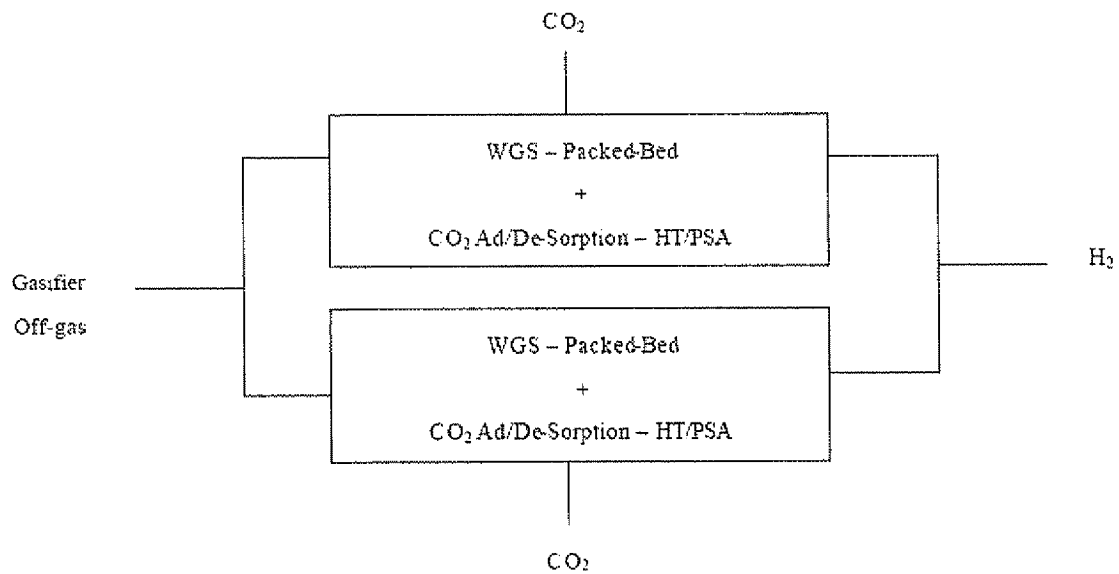 CO₂
WGS – Packed-Bed
+
CO₂ Ad/De-Sorption – HT/PSA
Gasifier
Off-gas
H₂
WGS – Packed-Bed
+
CO₂ Ad/De-Sorption – HT/PSA
CO₂